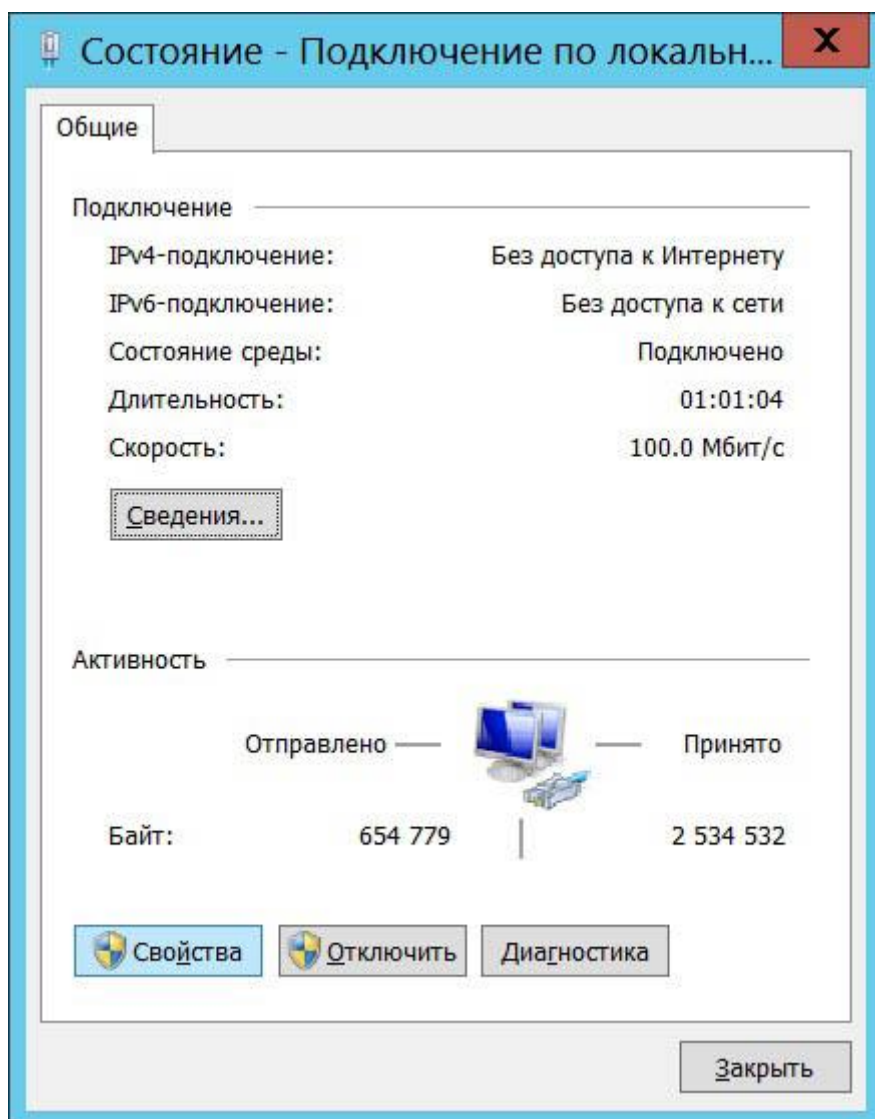 Состояние - Подключение по локальн... X
Общие
Подключение
IPv4-подключение: Без доступа к Интернету
IPv6-подключение: Без доступа к сети
Состояние среды: Подключено
Длительность: 01:01:04
Скорость: 100.0 Мбит/с
Сведения...
Активность
Отправлено — — Принято
Байт: 654 779 | 2 534 532
Свойства Отключить Диагностика
Закрыть